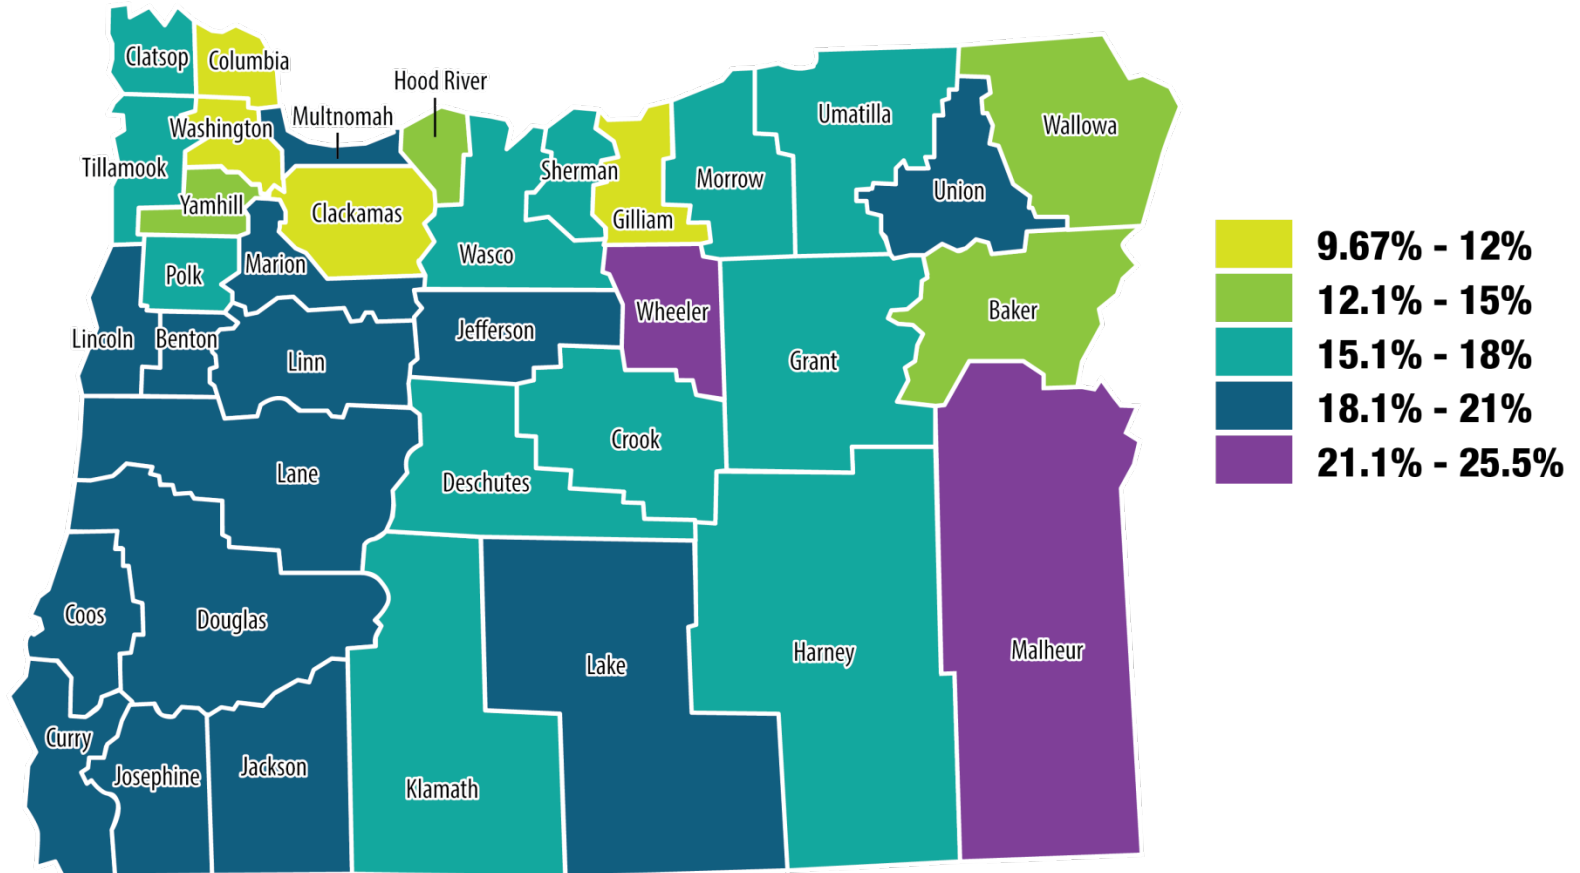 Clatsop
Columbia
Hood River
Multnomah
Washington
Tillamook
Yamhill
Clackamas
Sherman
Gilliam
Morrow
Umatilla
Wallowa
Union
Polk
Marion
Wasco
Lincoln
Benton
Linn
Jefferson
Wheeler
Grant
Baker
Lane
Deschutes
Crook
Coos
Douglas
Lake
Harney
Malheur
Curry
Josephine
Jackson
Klamath
9.67% - 12%
12.1% - 15%
15.1% - 18%
18.1% - 21%
21.1% - 25.5%